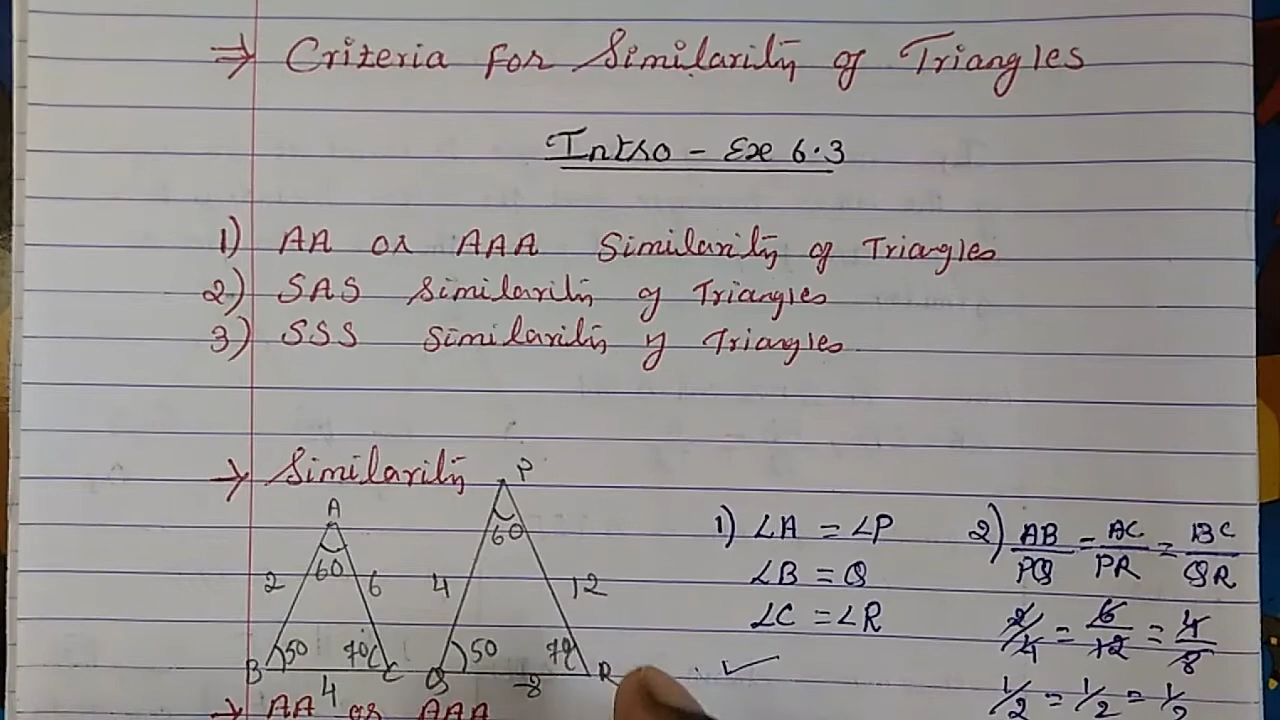 ⇒ Criteria for Similarity of Triangles
Intro - Exe 6.3
1) AA or AAA Similarity of Triangles
2) SAS Similarity of Triangles
3) SSS Similarity of Triangles
→ Similarity
A
60
2
6
B
50
70
C
4
P
60
4
12
Q
50
70
R
8
1) ∠A = ∠P
∠B = Q
∠C = ∠R
✓
2) AB/PQ = AC/PR = BC/QR
2/4 = 6/12 = 4/8
1/2 = 1/2 = 1/2
→ AA or AAA